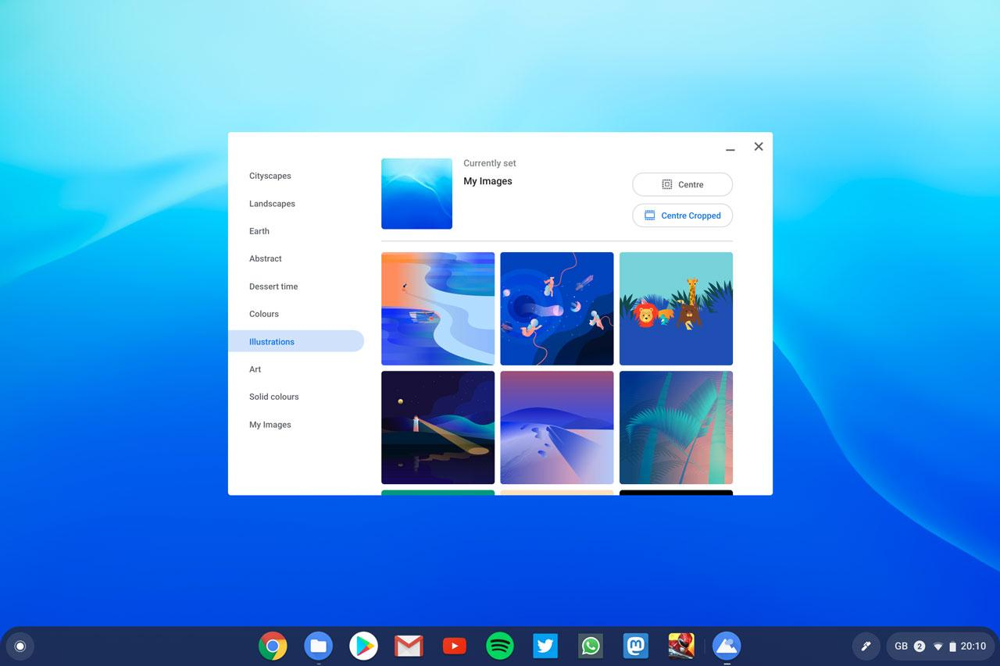 Cityscapes
Landscapes
Earth
Abstract
Dessert time
Colours
Illustrations
Art
Solid colours
My Images
Currently set
My Images
Centre
Centre Cropped
GB 2 20:10